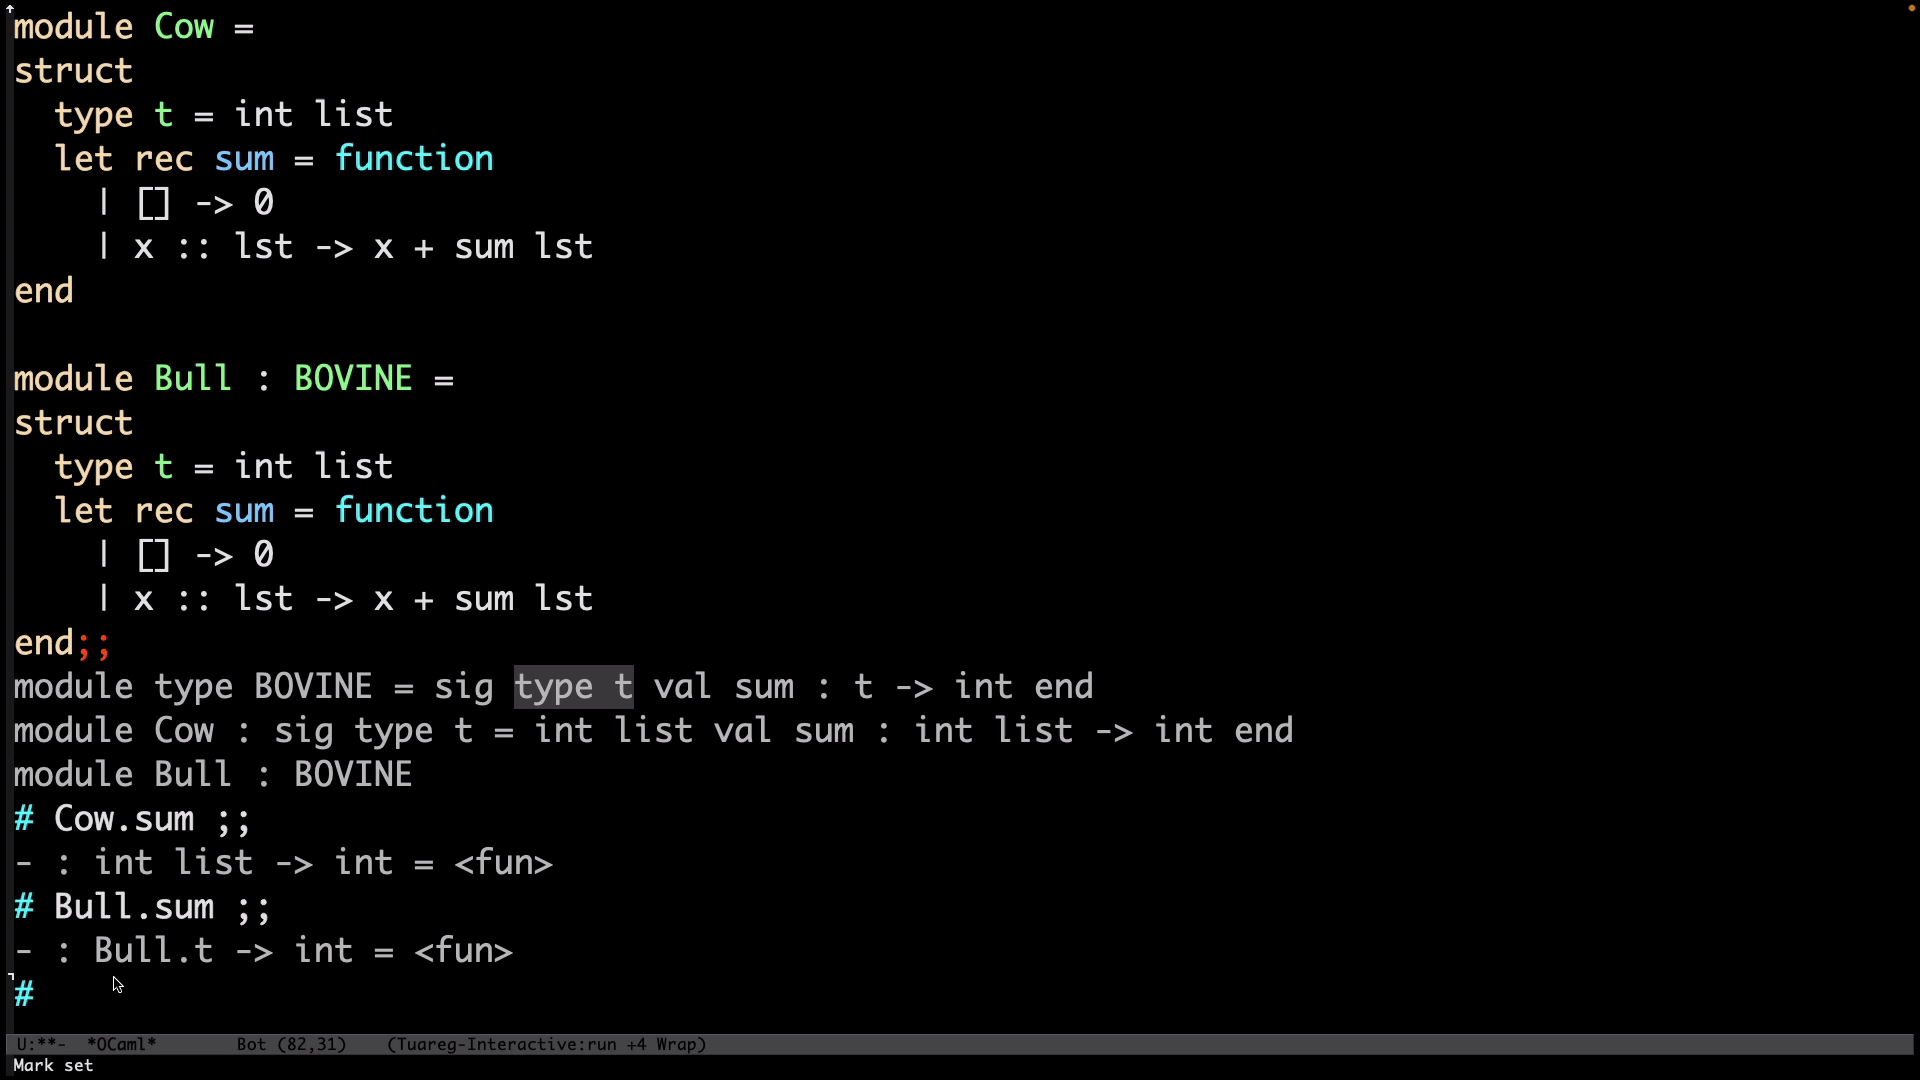 module Cow =
struct
  type t = int list
  let rec sum = function
    | [] -> 0
    | x :: lst -> x + sum lst
end

module Bull : BOVINE =
struct
  type t = int list
  let rec sum = function
    | [] -> 0
    | x :: lst -> x + sum lst
end;;
module type BOVINE = sig type t val sum : t -> int end
module Cow : sig type t = int list val sum : int list -> int end
module Bull : BOVINE
# Cow.sum ;;
- : int list -> int = <fun>
# Bull.sum ;;
- : Bull.t -> int = <fun>
#
U:**-  *OCaml*        Bot (82,31)    (Tuareg-Interactive:run +4 Wrap)
Mark set